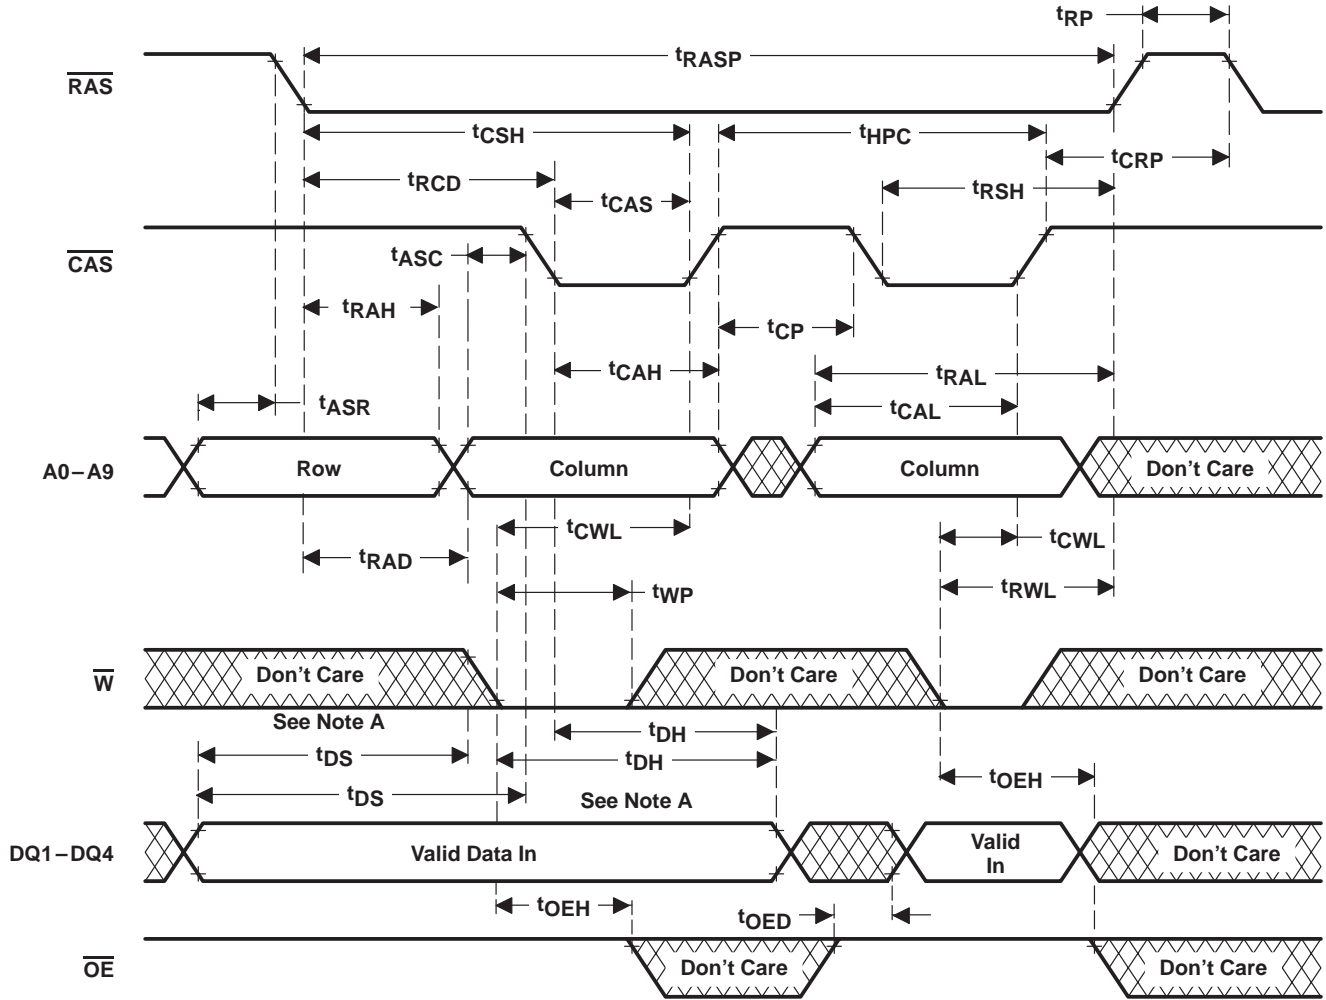 tRP
tRASP
RAS
tCSH
tHPC
tCRP
tRCD
tRSH
tCAS
CAS
tASC
tRAH
tCP
tCAH
tRAL
tASR
tCAL
A0–A9
Row
Column
Column
Don't Care
tCWL
tCWL
tRAD
tWP
tRWL
W
Don't Care
Don't Care
Don't Care
See Note A
tDH
tDS
tDH
tOEH
tDS
See Note A
DQ1–DQ4
Valid Data In
Valid
In
Don't Care
tOEH
tOED
OE
Don't Care
Don't Care